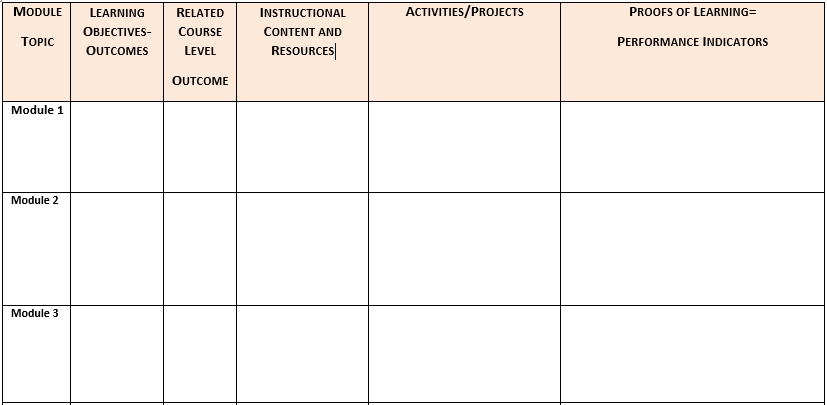 MODULE
TOPIC
LEARNING
OBJECTIVES-
OUTCOMES
RELATED
COURSE
LEVEL
OUTCOME
INSTRUCTIONAL
CONTENT AND
RESOURCES
ACTIVITIES/PROJECTS
PROOFS OF LEARNING=
PERFORMANCE INDICATORS
Module 1
Module 2
Module 3